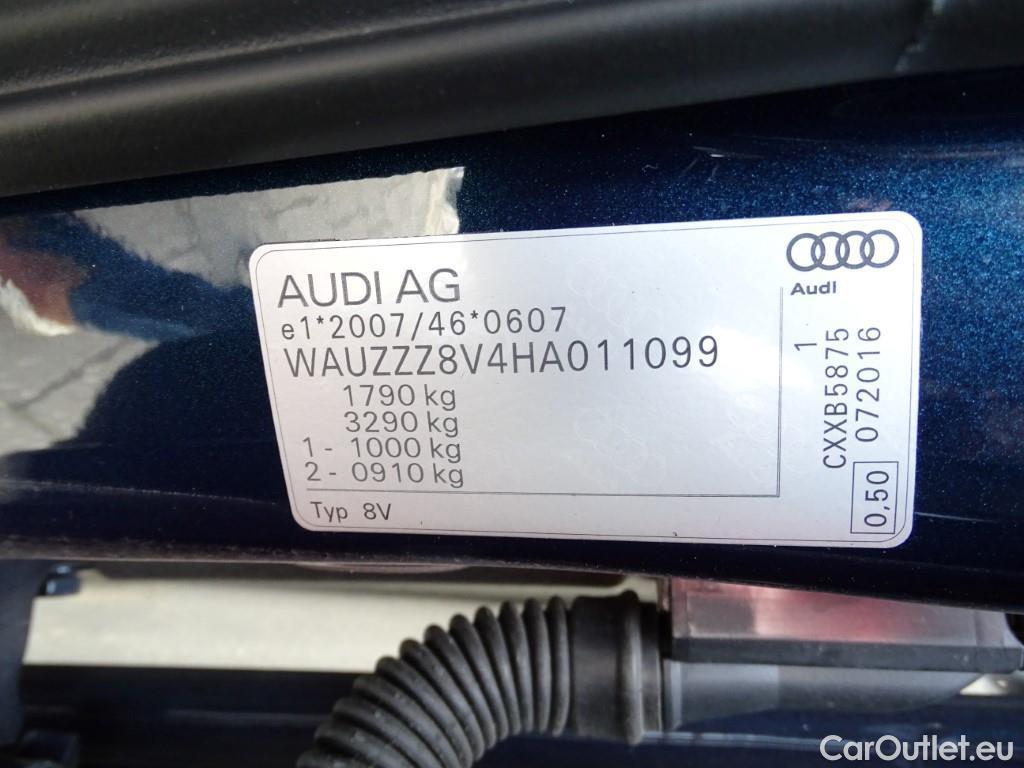 AUDI AG
e1*2007/46*0607
WAUZZZ8V4HA011099
1790 kg
3290 kg
1 - 1000 kg
2 - 0910 kg
Typ 8V
Audi
1
CXXB5875
072016
0,50
CarOutlet.eu